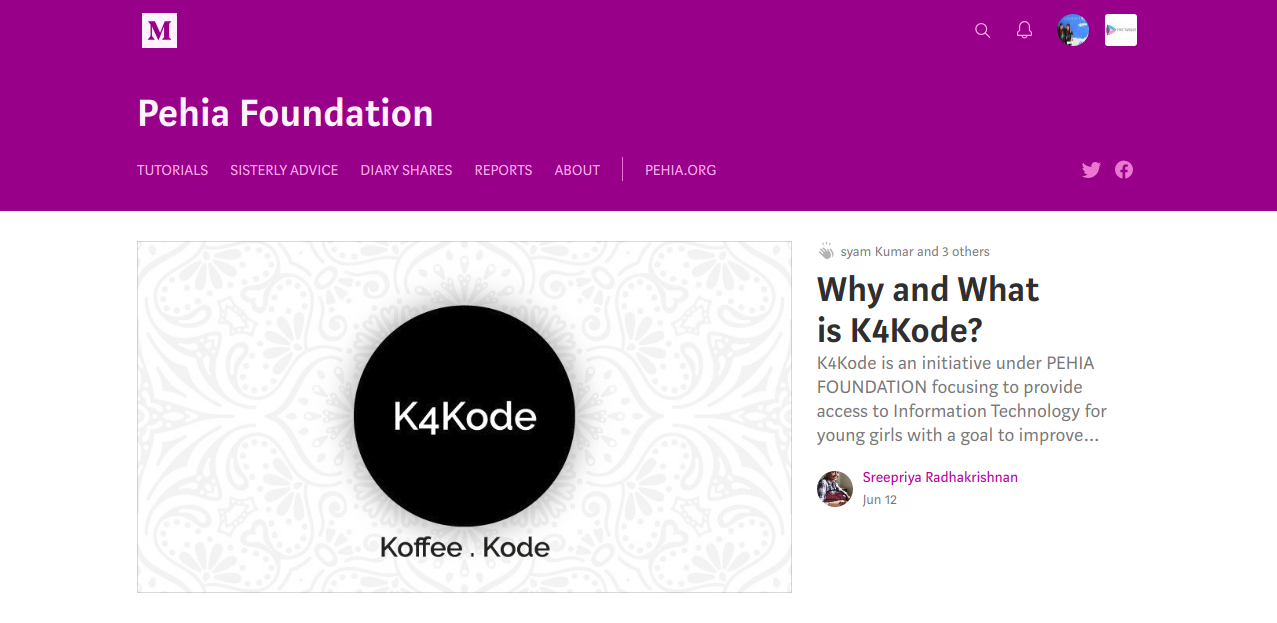 M
Pehia Foundation
TUTORIALS SISTERLY ADVICE DIARY SHARES REPORTS ABOUT PEHIA.ORG
K4Kode
Koffee . Kode
syam Kumar and 3 others
Why and What
is K4Kode?
K4Kode is an initiative under PEHIA
FOUNDATION focusing to provide
access to Information Technology for
young girls with a goal to improve...
Sreepriya Radhakrishnan
Jun 12